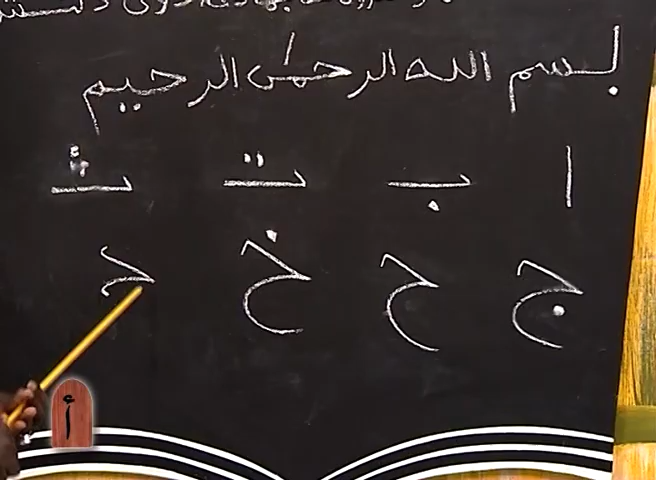 بسم الله الرحمن الرحيم
ا ب ت ث
ج ح خ د
أ